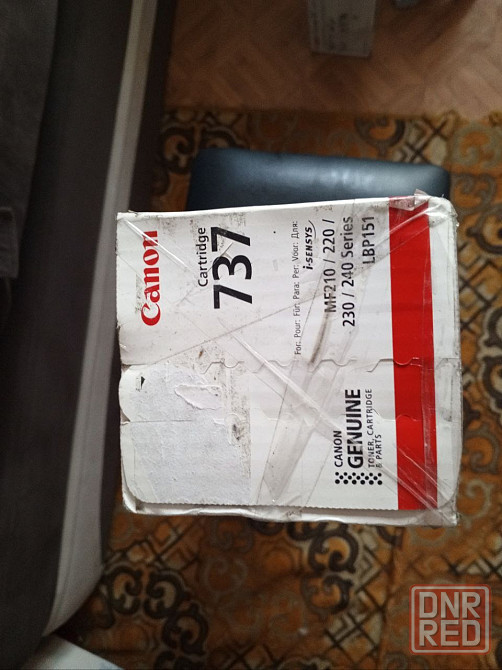 Canon
Cartridge
737
For: Pour: Für: Para: Per: Voor: Для:
i-SENSYS
MF210 / 220 /
230 / 240 Series
LBP151
CANON
GENUINE
TONER, CARTRIDGE
& PARTS
DNR
RED